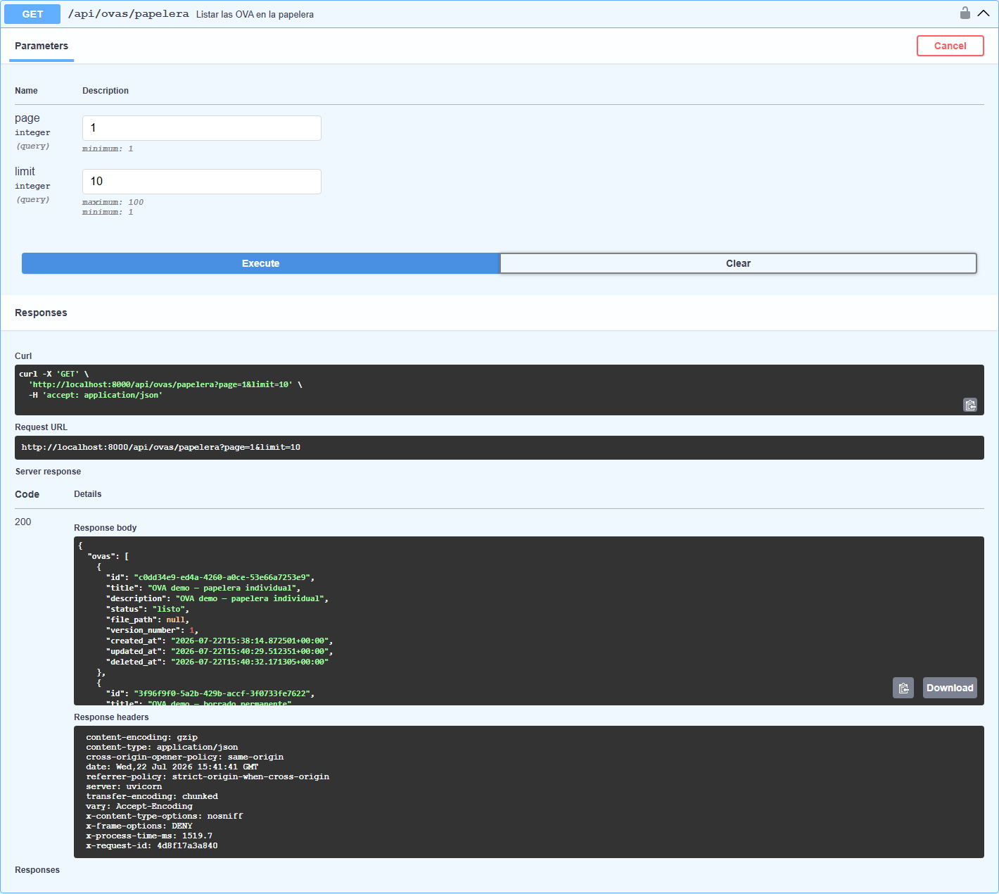 GET /api/ovas/papelera Listar las OVA en la papelera
Parameters
Cancel
Name Description
page
integer
(query)
1
minimum: 1
limit
integer
(query)
10
maximum: 100
minimum: 1
Execute Clear
Responses
Curl
curl -X 'GET' \
'http://localhost:8000/api/ovas/papelera?page=1&limit=10' \
-H 'accept: application/json'
Request URL
http://localhost:8000/api/ovas/papelera?page=1&limit=10
Server response
Code Details
200
Response body
{
"ovas": [
{
"id": "c0dd34e9-ed4a-4260-a0ce-53e66a7253e9",
"title": "OVA demo — papelera individual",
"description": "OVA demo — papelera individual",
"status": "listo",
"file_path": null,
"version_number": 1,
"created_at": "2026-07-22T15:38:14.872501+00:00",
"updated_at": "2026-07-22T15:40:29.512351+00:00",
"deleted_at": "2026-07-22T15:40:32.171305+00:00"
},
{
"id": "3f96f9f0-5a2b-429b-accf-3f0733fe7622",
"title": "OVA demo — borrado permanente"
Download
Response headers
content-encoding: gzip
content-type: application/json
cross-origin-opener-policy: same-origin
date: Wed,22 Jul 2026 15:41:41 GMT
referrer-policy: strict-origin-when-cross-origin
server: uvicorn
transfer-encoding: chunked
vary: Accept-Encoding
x-content-type-options: nosniff
x-frame-options: DENY
x-process-time-ms: 1519.7
x-request-id: 4d8f17a3a840
Responses